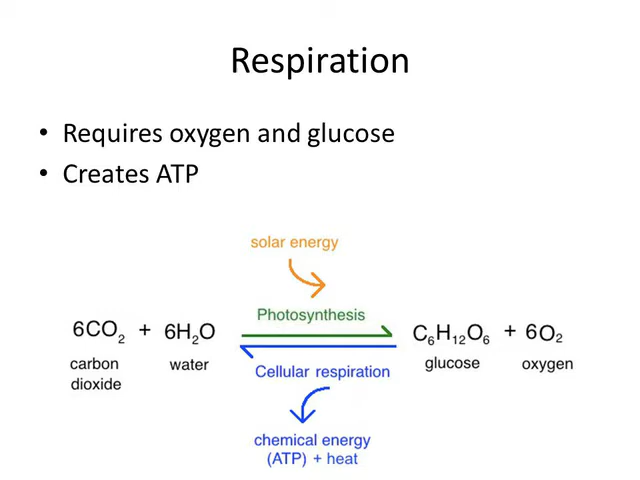 Respiration
• Requires oxygen and glucose
• Creates ATP
solar energy
Photosynthesis
6CO₂ + 6H₂O C₆H₁₂O₆ + 6O₂
carbon dioxide water glucose oxygen
Cellular respiration
chemical energy
(ATP) + heat